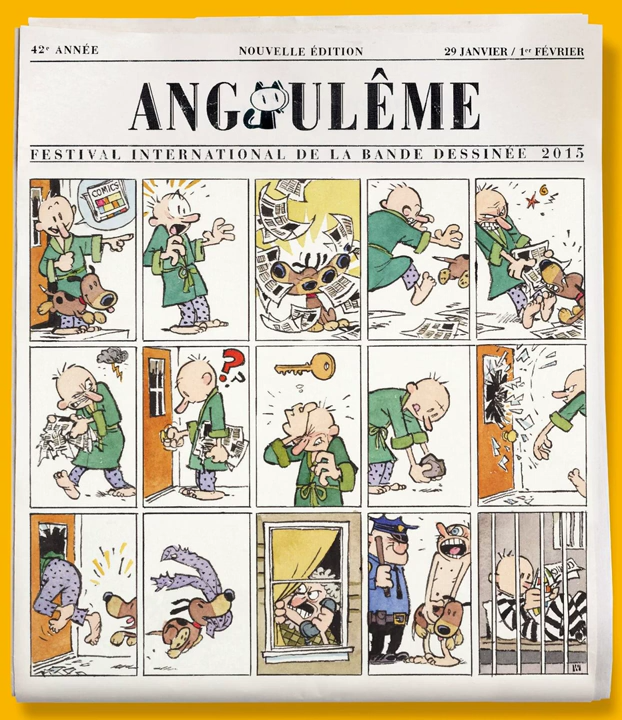 42e ANNÉE
NOUVELLE ÉDITION
29 JANVIER / 1er FÉVRIER
ANGOULÊME
FESTIVAL INTERNATIONAL DE LA BANDE DESSINÉE 2015
COMICS
?
?